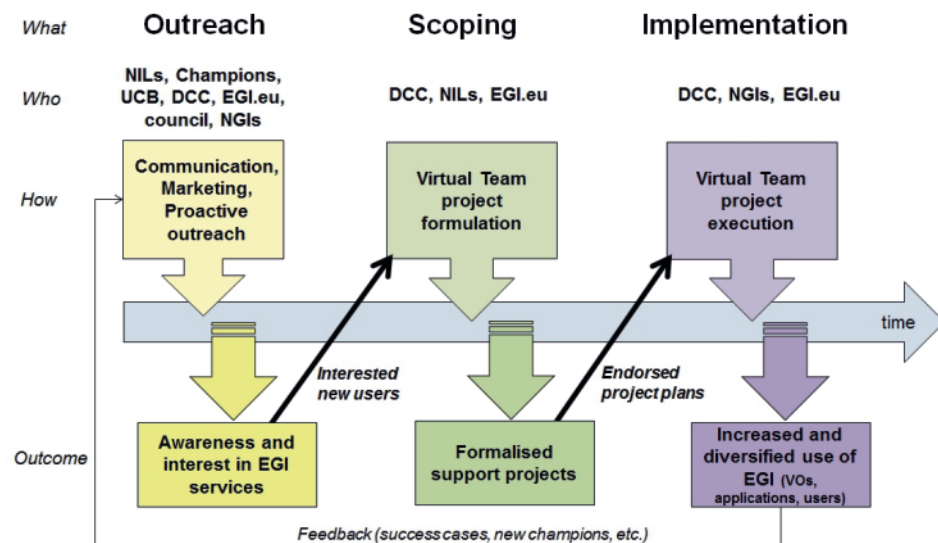 What
Outreach
Scoping
Implementation
Who
NILs, Champions,
UCB, DCC, EGI.eu,
council, NGIs
DCC, NILs, EGI.eu
DCC, NGIs, EGI.eu
How
Communication,
Marketing,
Proactive
outreach
Virtual Team
project
formulation
Virtual Team
project
execution
time
Interested
new users
Endorsed
project plans
Outcome
Awareness and
interest in EGI
services
Formalised
support projects
Increased and
diversified use of
EGI (VOs,
applications, users)
Feedback (success cases, new champions, etc.)